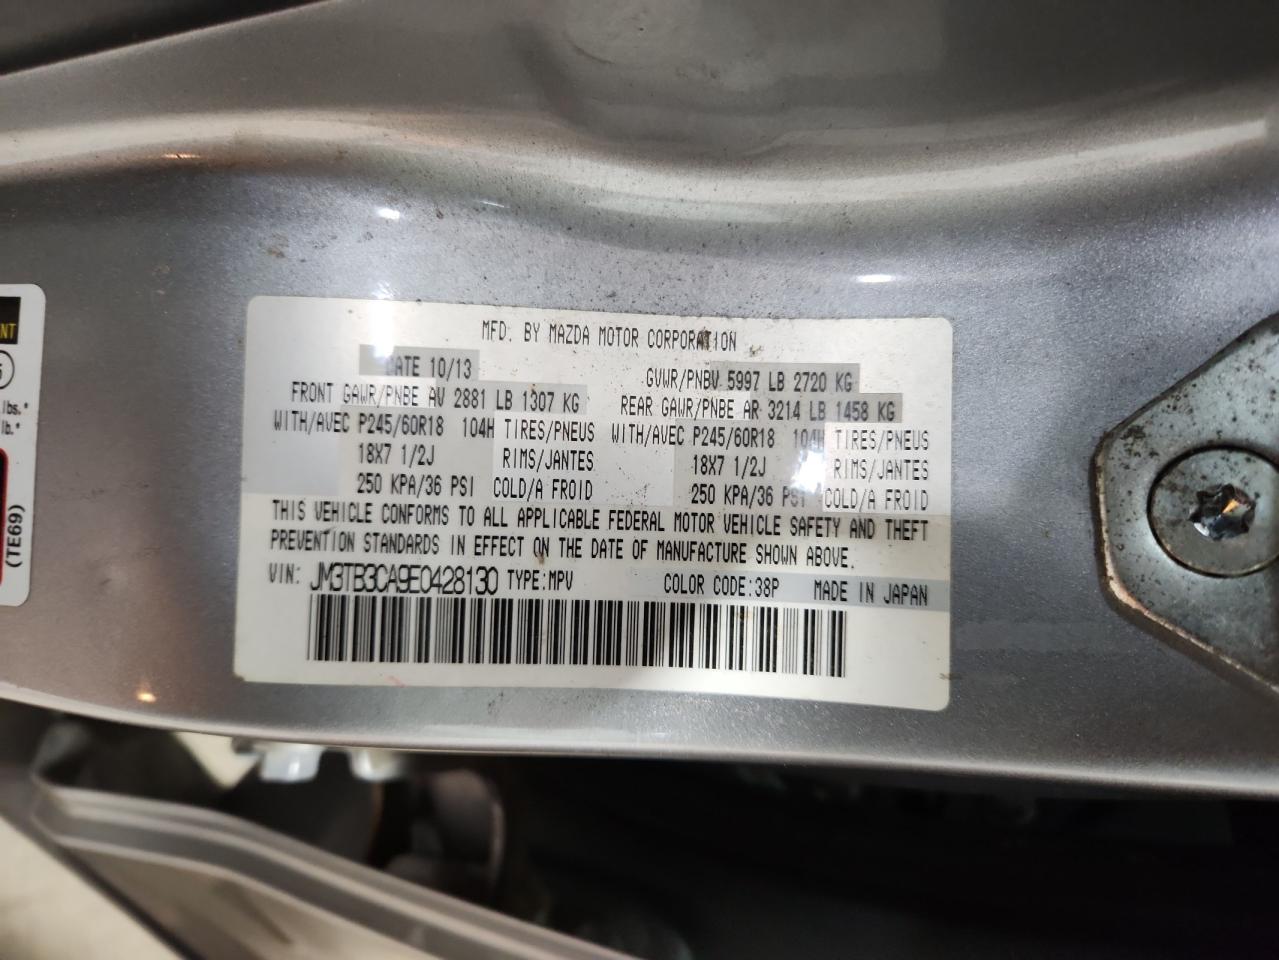 MFD. BY MAZDA MOTOR CORPORATION
DATE 10/13 GVWR/PNBV 5997 LB 2720 KG
FRONT GAWR/PNBE AV 2881 LB 1307 KG REAR GAWR/PNBE AR 3214 LB 1458 KG
WITH/AVEC P245/60R18 104H TIRES/PNEUS WITH/AVEC P245/60R18 104H TIRES/PNEUS
18X7 1/2J RIMS/JANTES 18X7 1/2J RIMS/JANTES
250 KPA/36 PSI COLD/A FROID 250 KPA/36 PSI COLD/A FROID
THIS VEHICLE CONFORMS TO ALL APPLICABLE FEDERAL MOTOR VEHICLE SAFETY AND THEFT
PREVENTION STANDARDS IN EFFECT ON THE DATE OF MANUFACTURE SHOWN ABOVE.
VIN: JM3TB3CA9E0428130 TYPE:MPV COLOR CODE:38P MADE IN JAPAN
lbs.*
lb.*
(TE69)